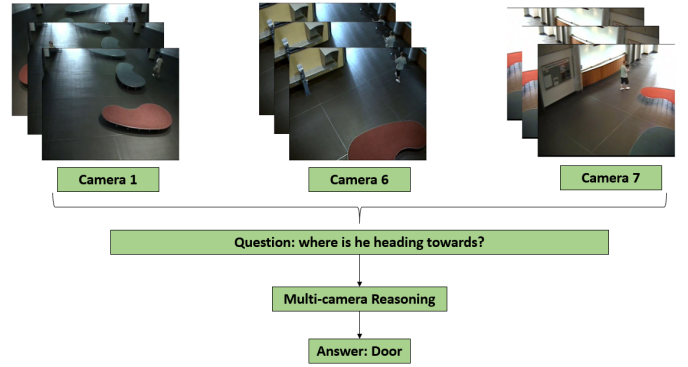 Camera 1
Camera 6
Camera 7
Question: where is he heading towards?
Multi-camera Reasoning
Answer: Door